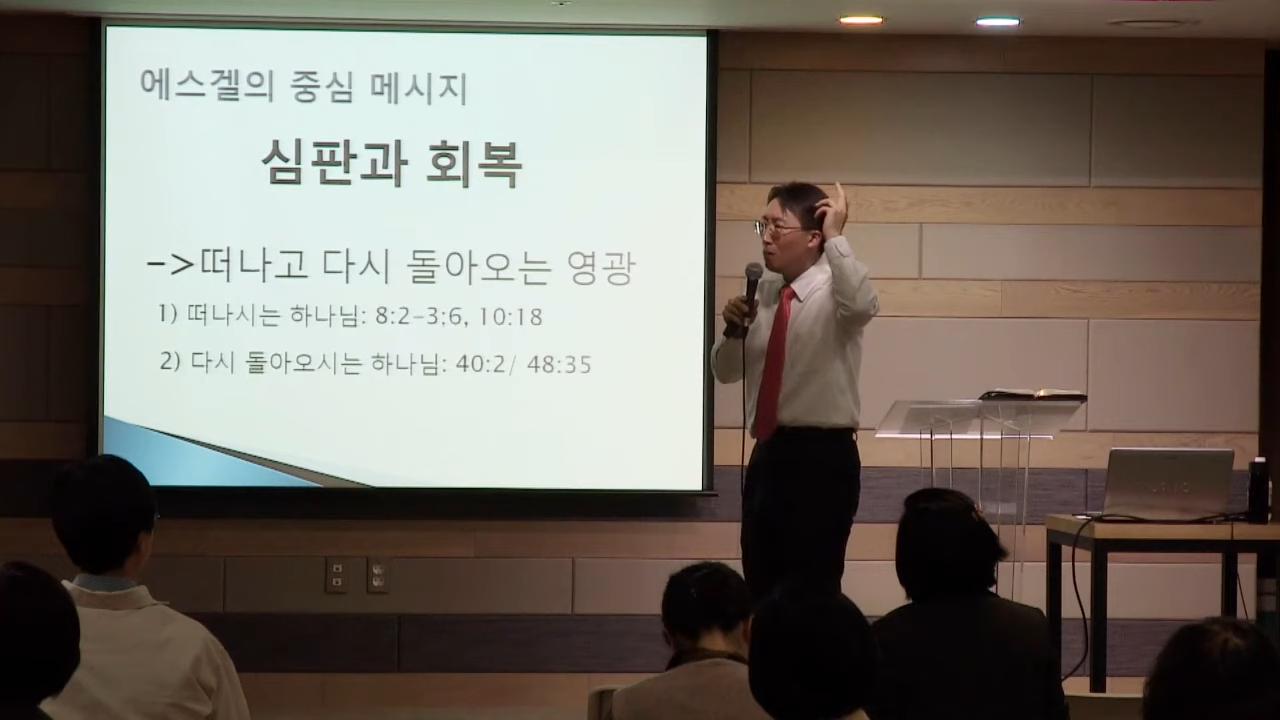 에스겔의 중심 메시지
심판과 회복
->떠나고 다시 돌아오는 영광
1) 떠나시는 하나님: 8:2-3;6, 10:18
2) 다시 돌아오시는 하나님: 40:2/ 48:35
VAIO